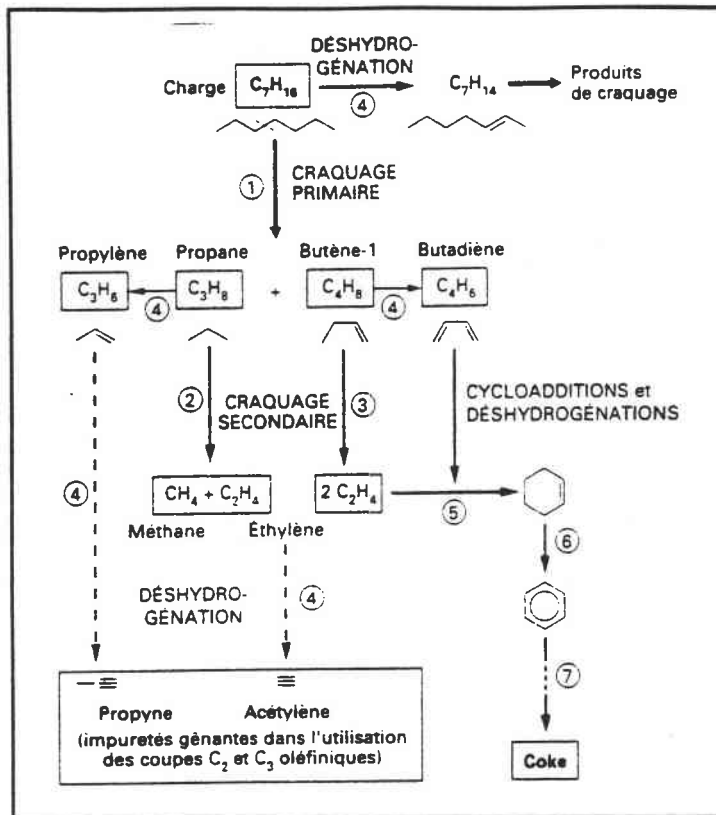 DÉSHYDRO-
GÉNATION
Charge C₇H₁₆ ④ C₇H₁₄ Produits
de craquage
① CRAQUAGE
PRIMAIRE
Propylène Propane Butène-1 Butadiène
C₃H₆ ④ C₃H₈ + C₄H₈ ④ C₄H₆
② CRAQUAGE
SECONDAIRE ③
CYCLOADDITIONS et
DÉSHYDROGÉNATIONS
④ CH₄ + C₂H₄ 2 C₂H₄ ⑤
Méthane Éthylène ⑥
DÉSHYDRO-
GÉNATION ④
⑦
Propyne Acétylène
(impuretés gênantes dans l'utilisation
des coupes C₂ et C₃ oléfiniques)
Coke